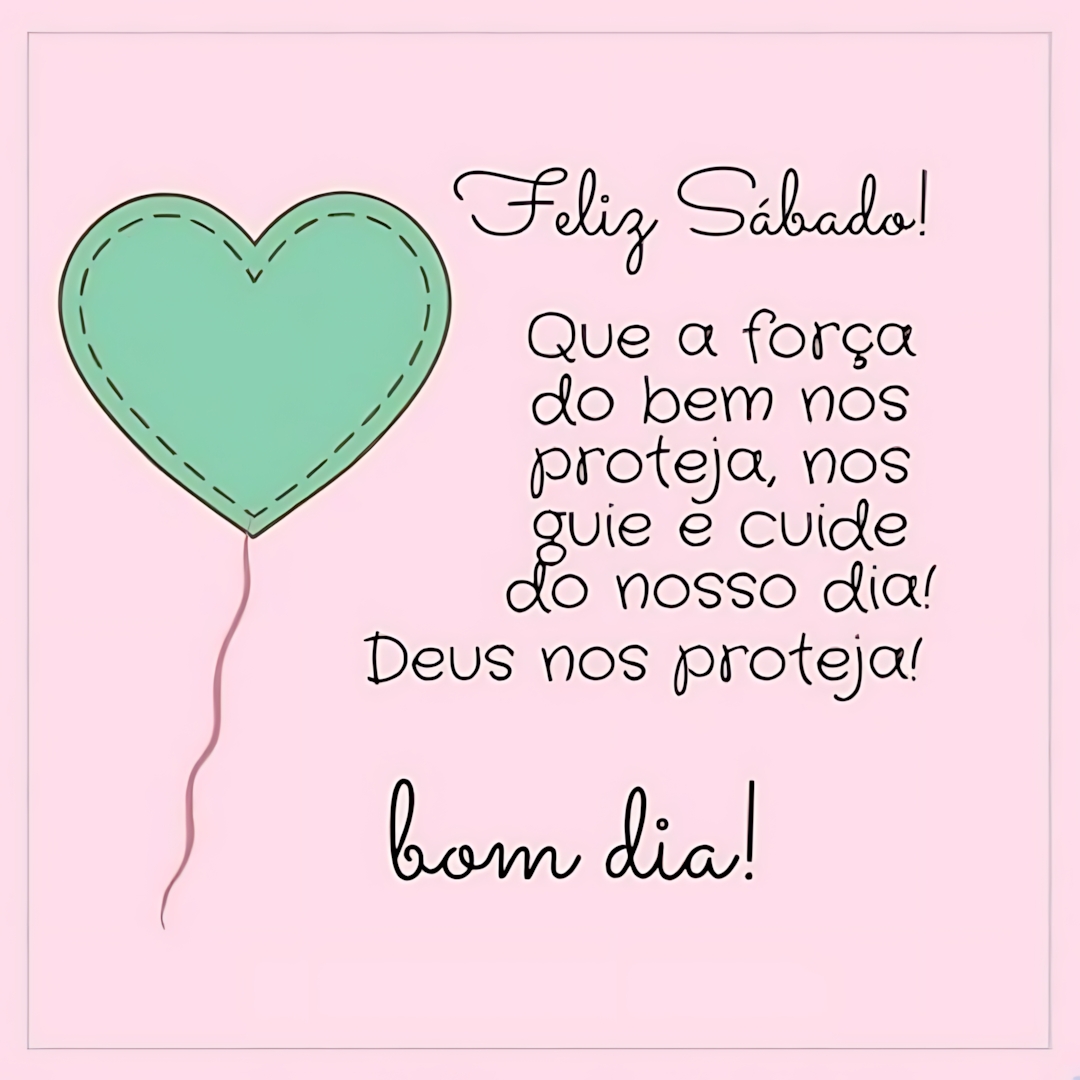 Feliz Sábado!
Que a força
do bem nos
proteja, nos
guie e cuide
do nosso dia!
Deus nos proteja!
bom dia!